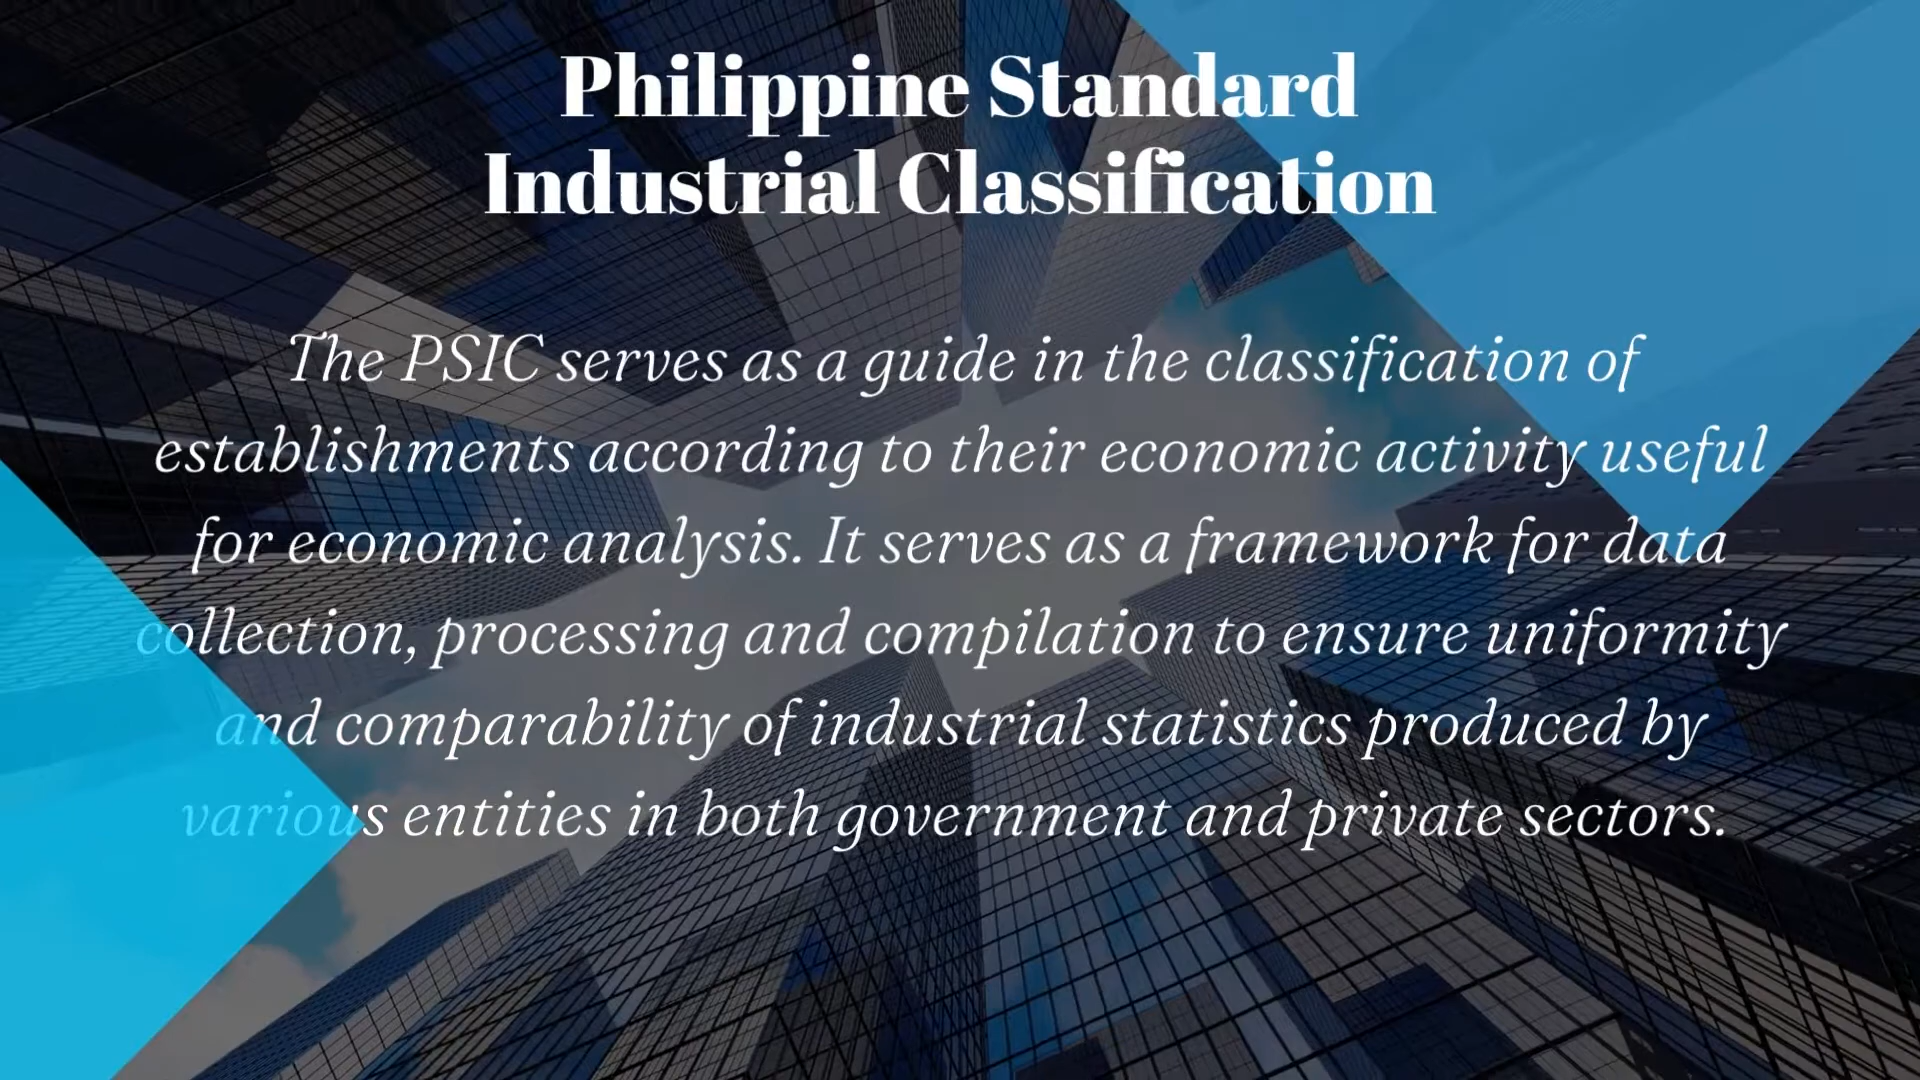 Philippine Standard
Industrial Classification
The PSIC serves as a guide in the classification of
establishments according to their economic activity useful
for economic analysis. It serves as a framework for data
collection, processing and compilation to ensure uniformity
and comparability of industrial statistics produced by
various entities in both government and private sectors.